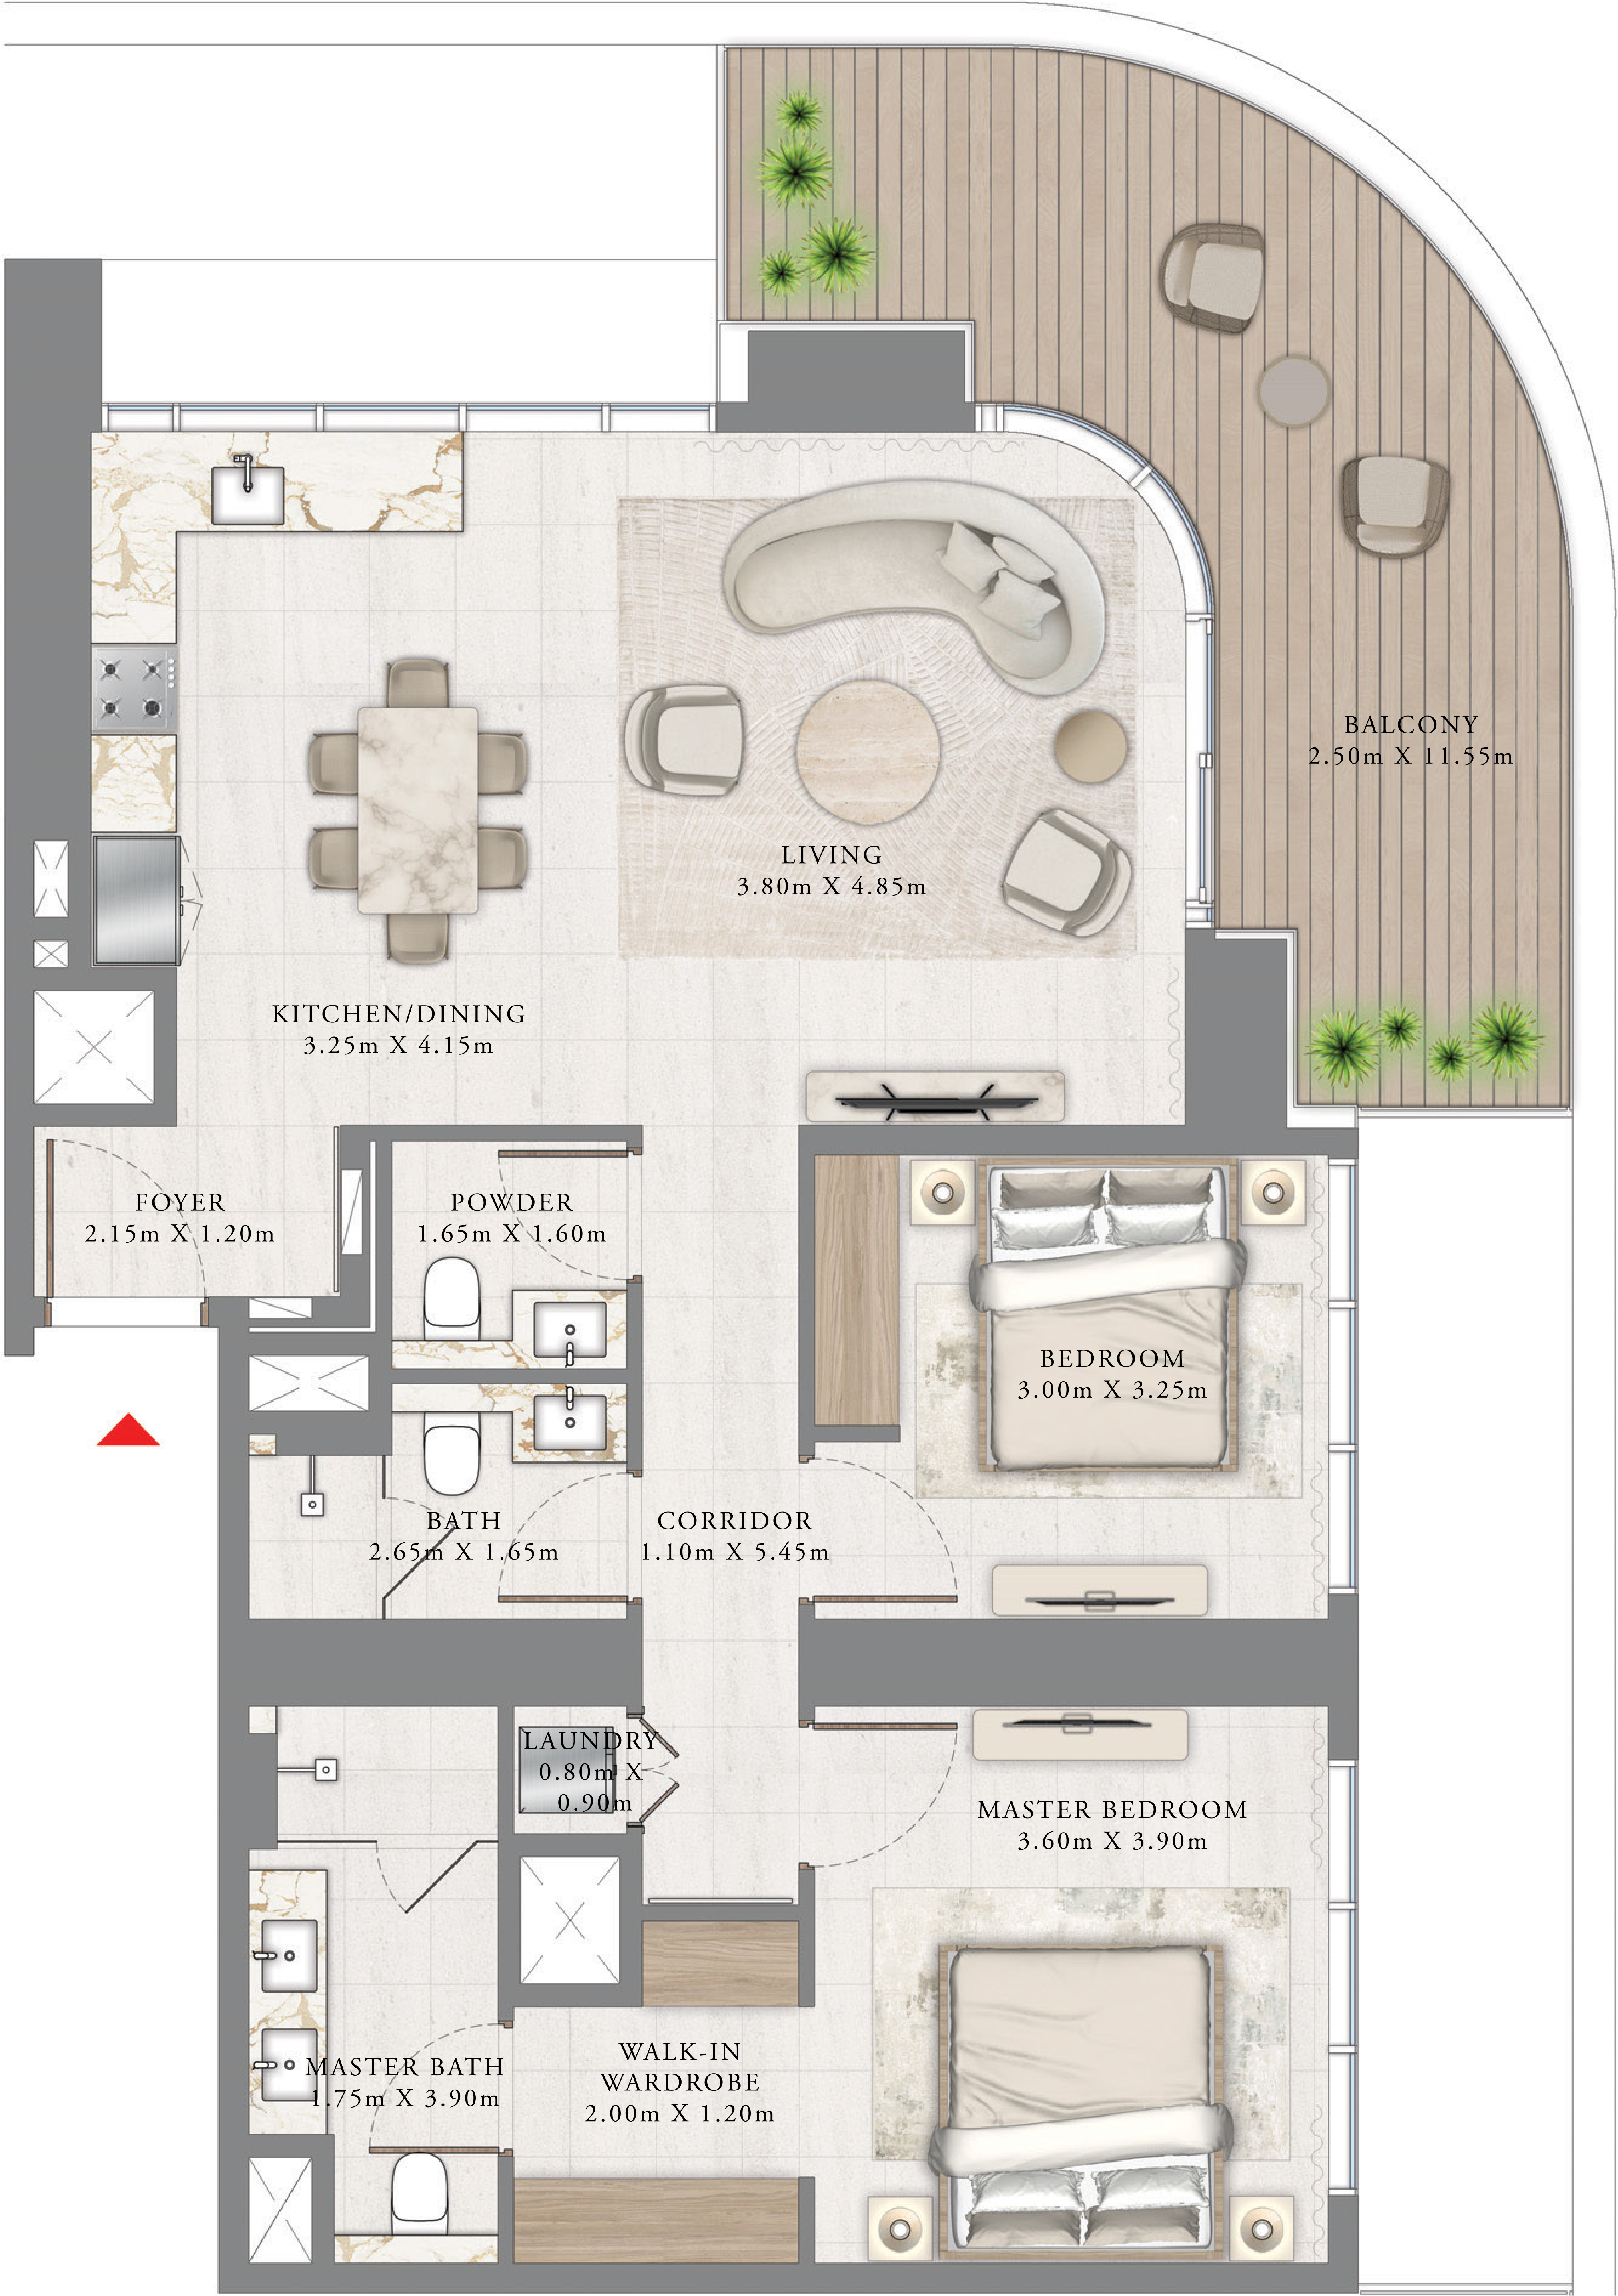 BALCONY
2.50m X 11.55m
LIVING
3.80m X 4.85m
KITCHEN/DINING
3.25m X 4.15m
FOYER
2.15m X 1.20m
POWDER
1.65m X 1.60m
BEDROOM
3.00m X 3.25m
BATH
2.65m X 1.65m
CORRIDOR
1.10m X 5.45m
LAUNDRY
0.80m X
0.90m
MASTER BEDROOM
3.60m X 3.90m
MASTER BATH
1.75m X 3.90m
WALK-IN
WARDROBE
2.00m X 1.20m